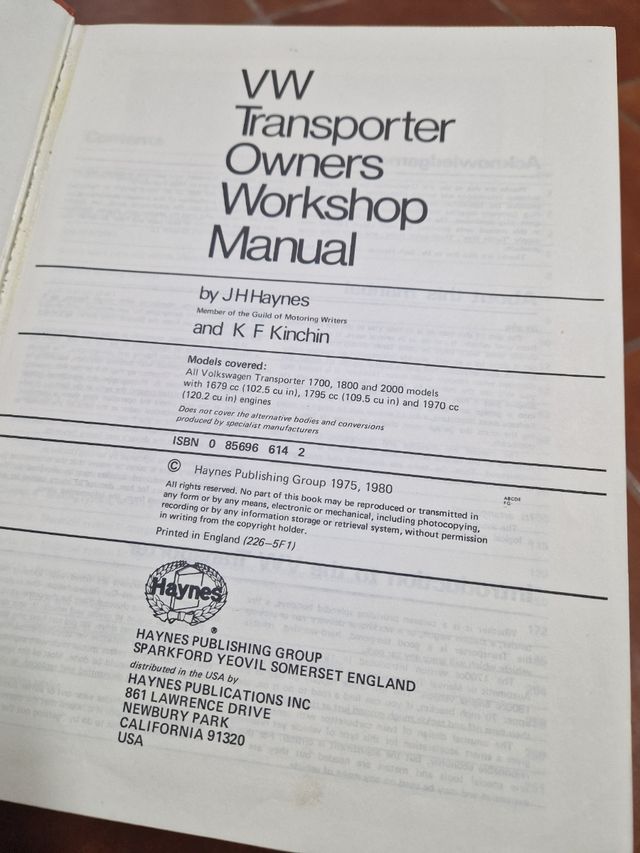 VW
Transporter
Owners
Workshop
Manual
by J H Haynes
Member of the Guild of Motoring Writers
and K F Kinchin
Models covered:
All Volkswagen Transporter 1700, 1800 and 2000 models
with 1679 cc (102.5 cu in), 1795 cc (109.5 cu in) and 1970 cc
(120.2 cu in) engines
Does not cover the alternative bodies and conversions
produced by specialist manufacturers
ISBN 0 85696 614 2
© Haynes Publishing Group 1975, 1980
ABCDE
FG
All rights reserved. No part of this book may be reproduced or transmitted in
any form or by any means, electronic or mechanical, including photocopying,
recording or by any information storage or retrieval system, without permission
in writing from the copyright holder.
Printed in England (226-5F1)
Haynes
®
HAYNES PUBLISHING GROUP
SPARKFORD YEOVIL SOMERSET ENGLAND
distributed in the USA by
HAYNES PUBLICATIONS INC
861 LAWRENCE DRIVE
NEWBURY PARK
CALIFORNIA 91320
USA